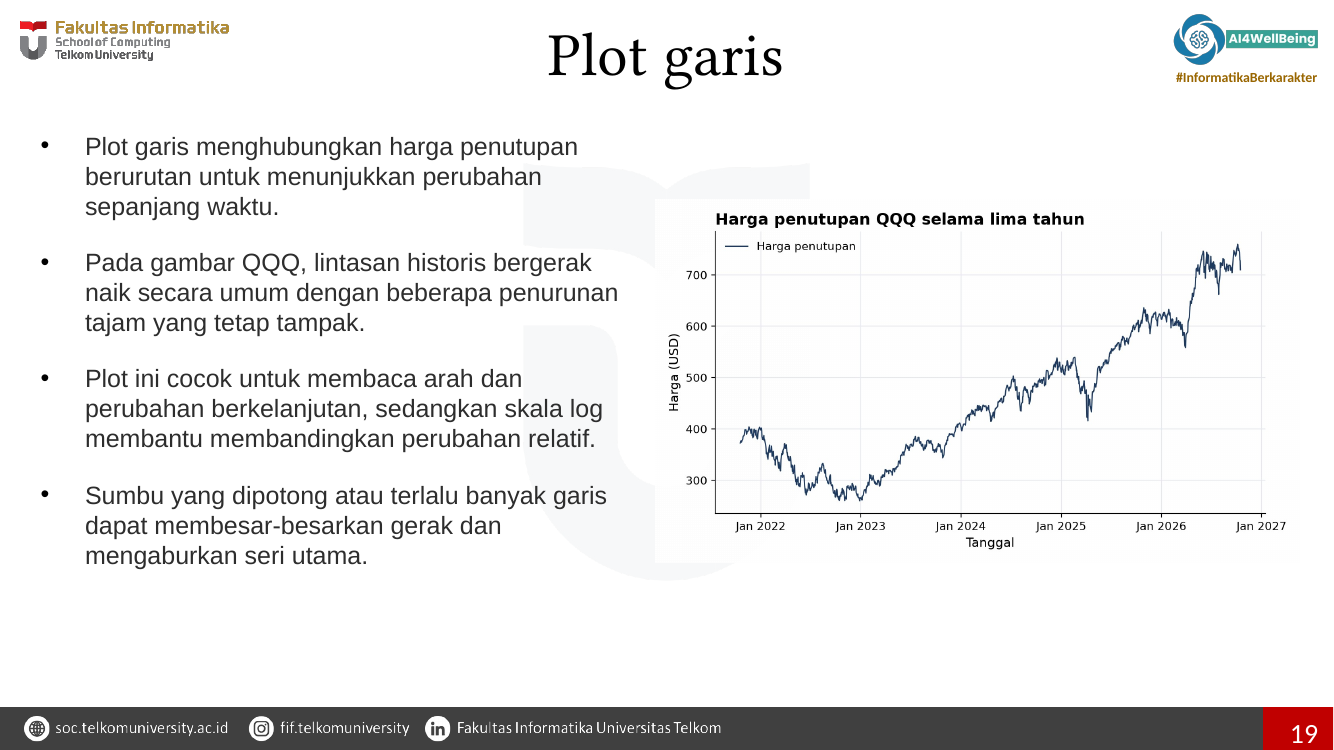 Fakultas Informatika
School of Computing
Telkom University
Plot garis
AI4WellBeing
#InformatikaBerkarakter
• Plot garis menghubungkan harga penutupan
berurutan untuk menunjukkan perubahan
sepanjang waktu.
• Pada gambar QQQ, lintasan historis bergerak
naik secara umum dengan beberapa penurunan
tajam yang tetap tampak.
• Plot ini cocok untuk membaca arah dan
perubahan berkelanjutan, sedangkan skala log
membantu membandingkan perubahan relatif.
• Sumbu yang dipotong atau terlalu banyak garis
dapat membesar-besarkan gerak dan
mengaburkan seri utama.
Harga penutupan QQQ selama lima tahun
Harga penutupan
Harga (USD)
700
600
500
400
300
Jan 2022 Jan 2023 Jan 2024 Jan 2025 Jan 2026 Jan 2027
Tanggal
soc.telkomuniversity.ac.id fif.telkomuniversity in Fakultas Informatika Universitas Telkom
19